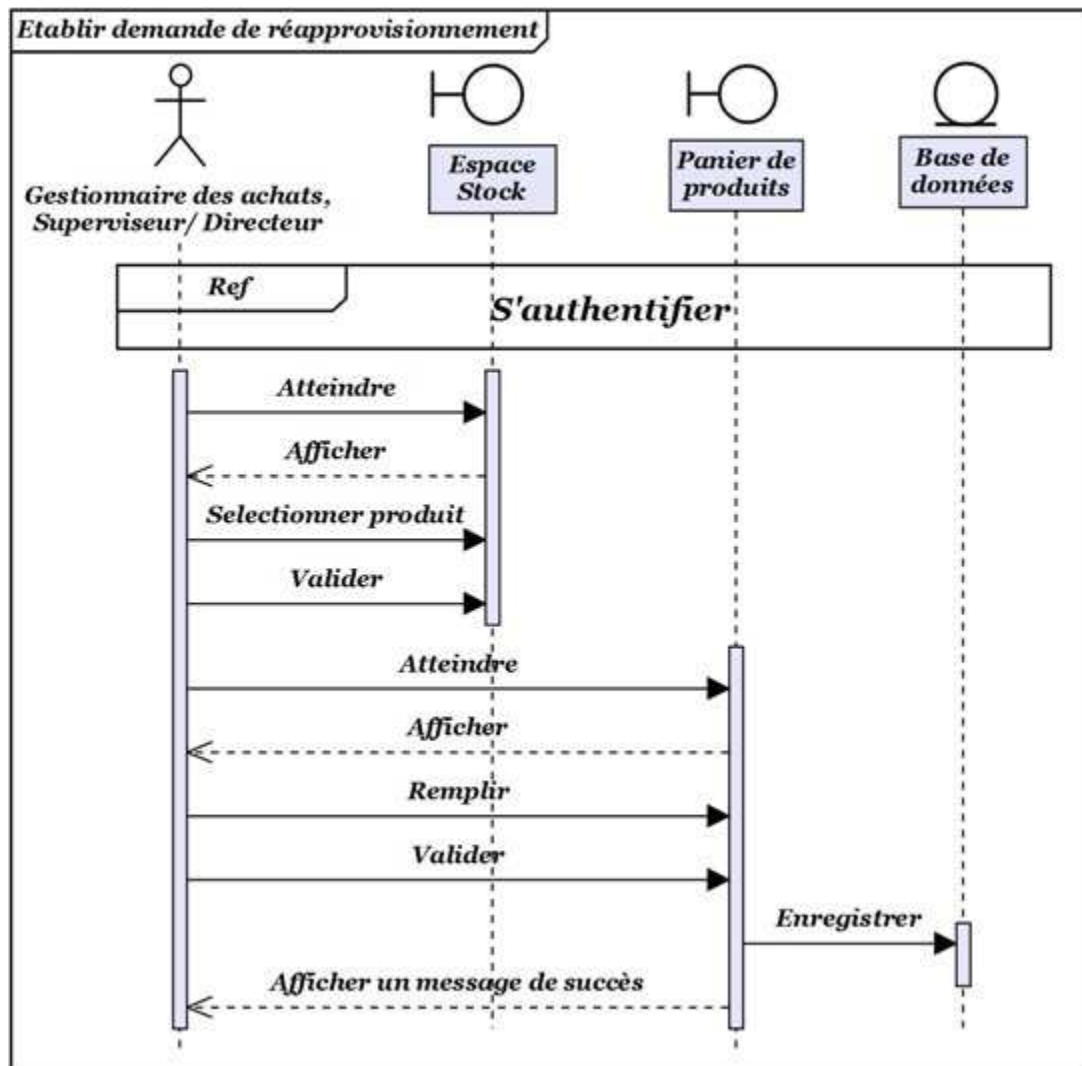 Etablir demande de réapprovisionnement
Gestionnaire des achats,
Superviseur/ Directeur
Espace
Stock
Panier de
produits
Base de
données
Ref
S'authentifier
Atteindre
Afficher
Selectionner produit
Valider
Atteindre
Afficher
Remplir
Valider
Enregistrer
Afficher un message de succès